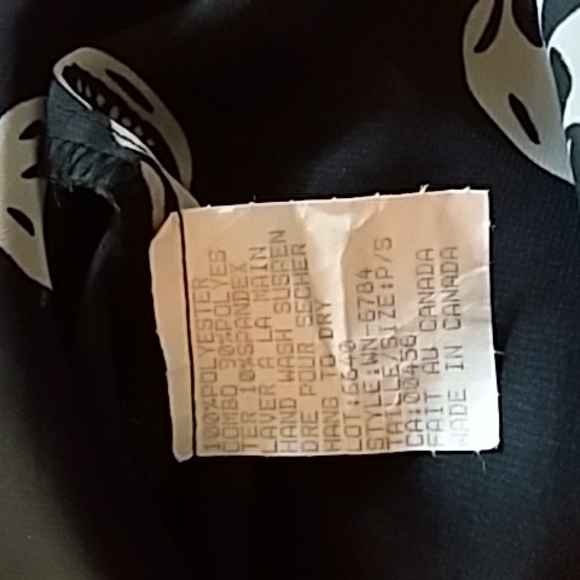 100%POLYESTER
COMBO 90%POLYES
TER 10%SPANDEX
LAVER A LA MAIN
HAND WASH SUSPEN
DRE POUR SECHER
HANG TO DRY
LOT:6640
STYLE:WN-6784
TAILLE/SIZE:P/S
CA:00456
FAIT AU CANADA
MADE IN CANADA